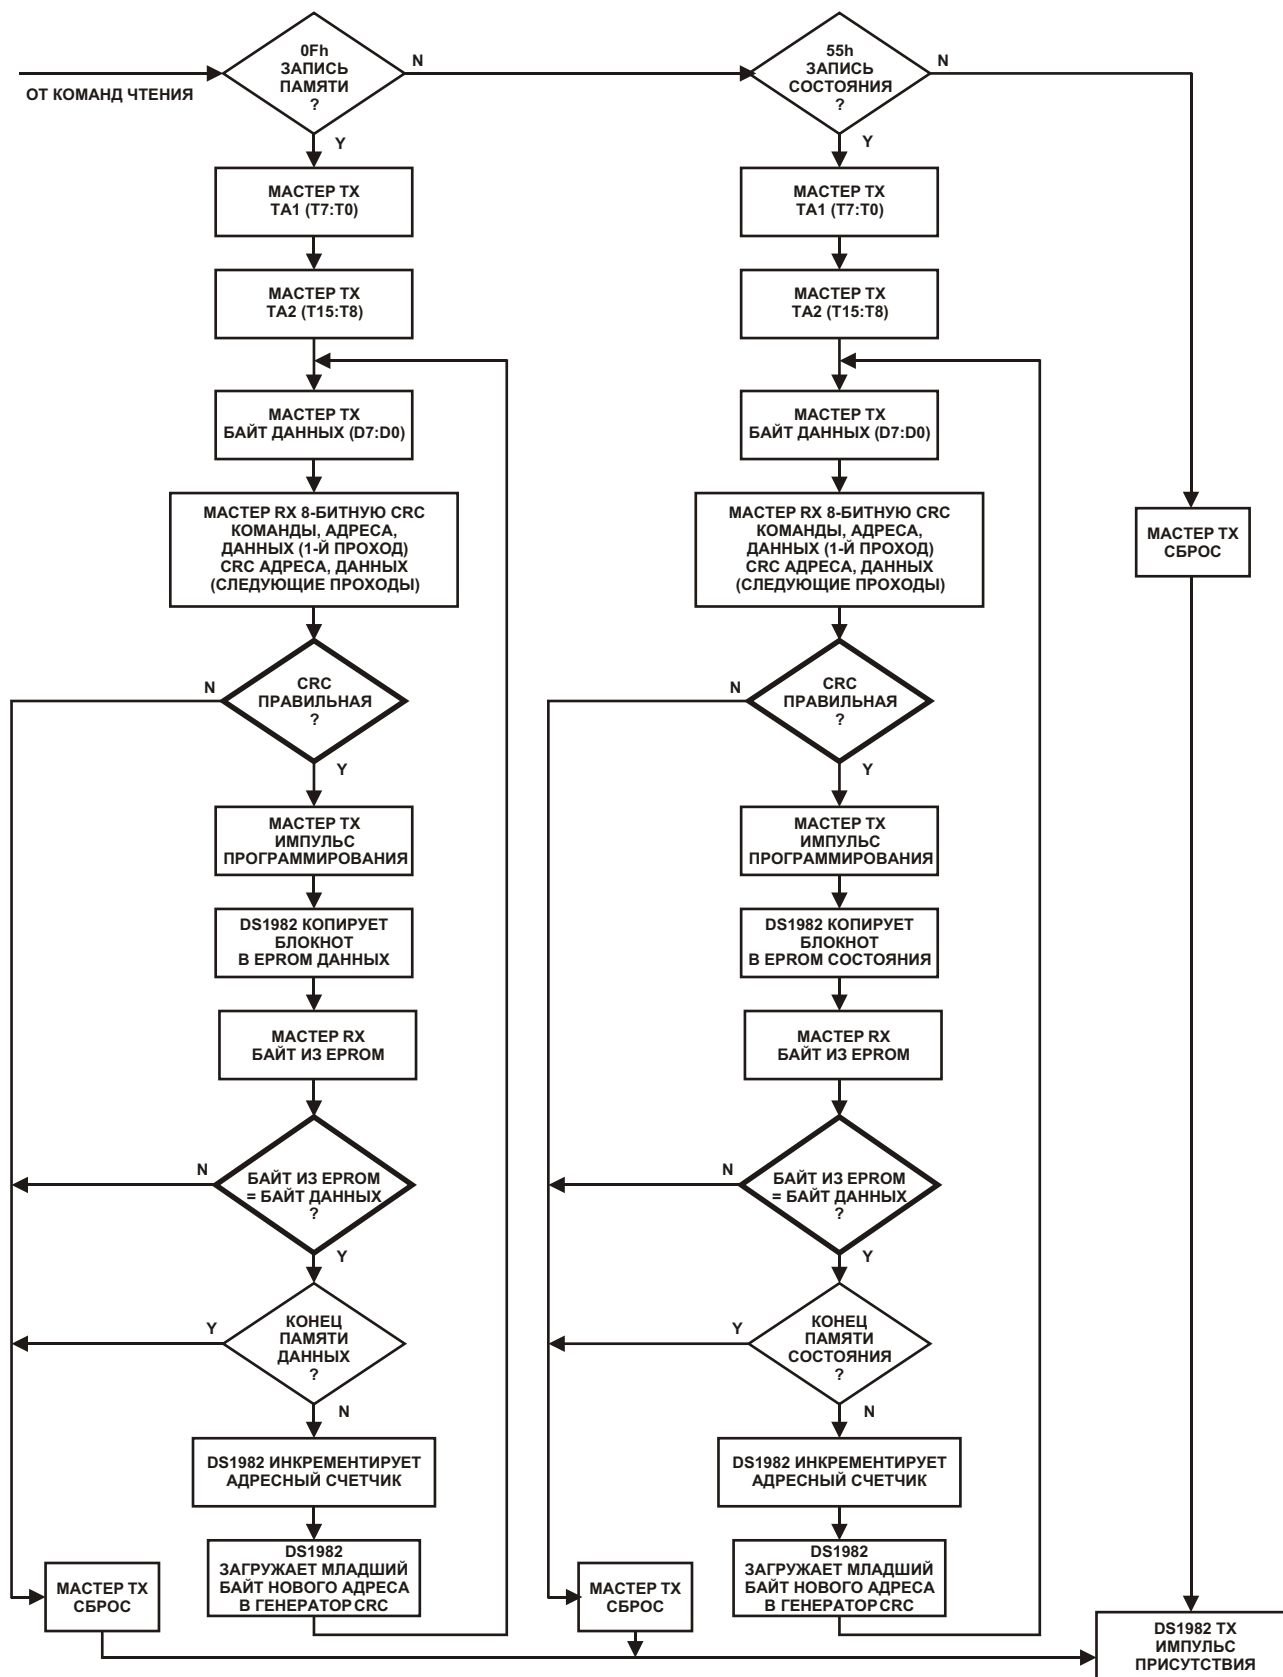 ОТ КОМАНД ЧТЕНИЯ
0Fh
ЗАПИСЬ
ПАМЯТИ
?
N
Y
МАСТЕР TX
TA1 (T7:T0)
МАСТЕР TX
TA2 (T15:T8)
МАСТЕР TX
БАЙТ ДАННЫХ (D7:D0)
МАСТЕР RX 8-БИТНУЮ CRC
КОМАНДЫ, АДРЕСА,
ДАННЫХ (1-Й ПРОХОД)
CRC АДРЕСА, ДАННЫХ
(СЛЕДУЮЩИЕ ПРОХОДЫ)
N
CRC
ПРАВИЛЬНАЯ
?
Y
МАСТЕР TX
ИМПУЛЬС
ПРОГРАММИРОВАНИЯ
DS1982 КОПИРУЕТ
БЛОКНОТ
В EPROM ДАННЫХ
МАСТЕР RX
БАЙТ ИЗ EPROM
N
БАЙТ ИЗ EPROM
= БАЙТ ДАННЫХ
?
Y
Y
КОНЕЦ
ПАМЯТИ
ДАННЫХ
?
N
DS1982 ИНКРЕМЕНТИРУЕТ
АДРЕСНЫЙ СЧЕТЧИК
DS1982
ЗАГРУЖАЕТ МЛАДШИЙ
БАЙТ НОВОГО АДРЕСА
В ГЕНЕРАТОР CRC
МАСТЕР TX
СБРОС
55h
ЗАПИСЬ
СОСТОЯНИЯ
?
N
Y
МАСТЕР TX
TA1 (T7:T0)
МАСТЕР TX
TA2 (T15:T8)
МАСТЕР TX
БАЙТ ДАННЫХ (D7:D0)
МАСТЕР RX 8-БИТНУЮ CRC
КОМАНДЫ, АДРЕСА,
ДАННЫХ (1-Й ПРОХОД)
CRC АДРЕСА, ДАННЫХ
(СЛЕДУЮЩИЕ ПРОХОДЫ)
N
CRC
ПРАВИЛЬНАЯ
?
Y
МАСТЕР TX
ИМПУЛЬС
ПРОГРАММИРОВАНИЯ
DS1982 КОПИРУЕТ
БЛОКНОТ
В EPROM СОСТОЯНИЯ
МАСТЕР RX
БАЙТ ИЗ EPROM
N
БАЙТ ИЗ EPROM
= БАЙТ ДАННЫХ
?
Y
Y
КОНЕЦ
ПАМЯТИ
СОСТОЯНИЯ
?
N
DS1982 ИНКРЕМЕНТИРУЕТ
АДРЕСНЫЙ СЧЕТЧИК
DS1982
ЗАГРУЖАЕТ МЛАДШИЙ
БАЙТ НОВОГО АДРЕСА
В ГЕНЕРАТОР CRC
МАСТЕР TX
СБРОС
МАСТЕР TX
СБРОС
DS1982 TX
ИМПУЛЬС
ПРИСУТСТВИЯ